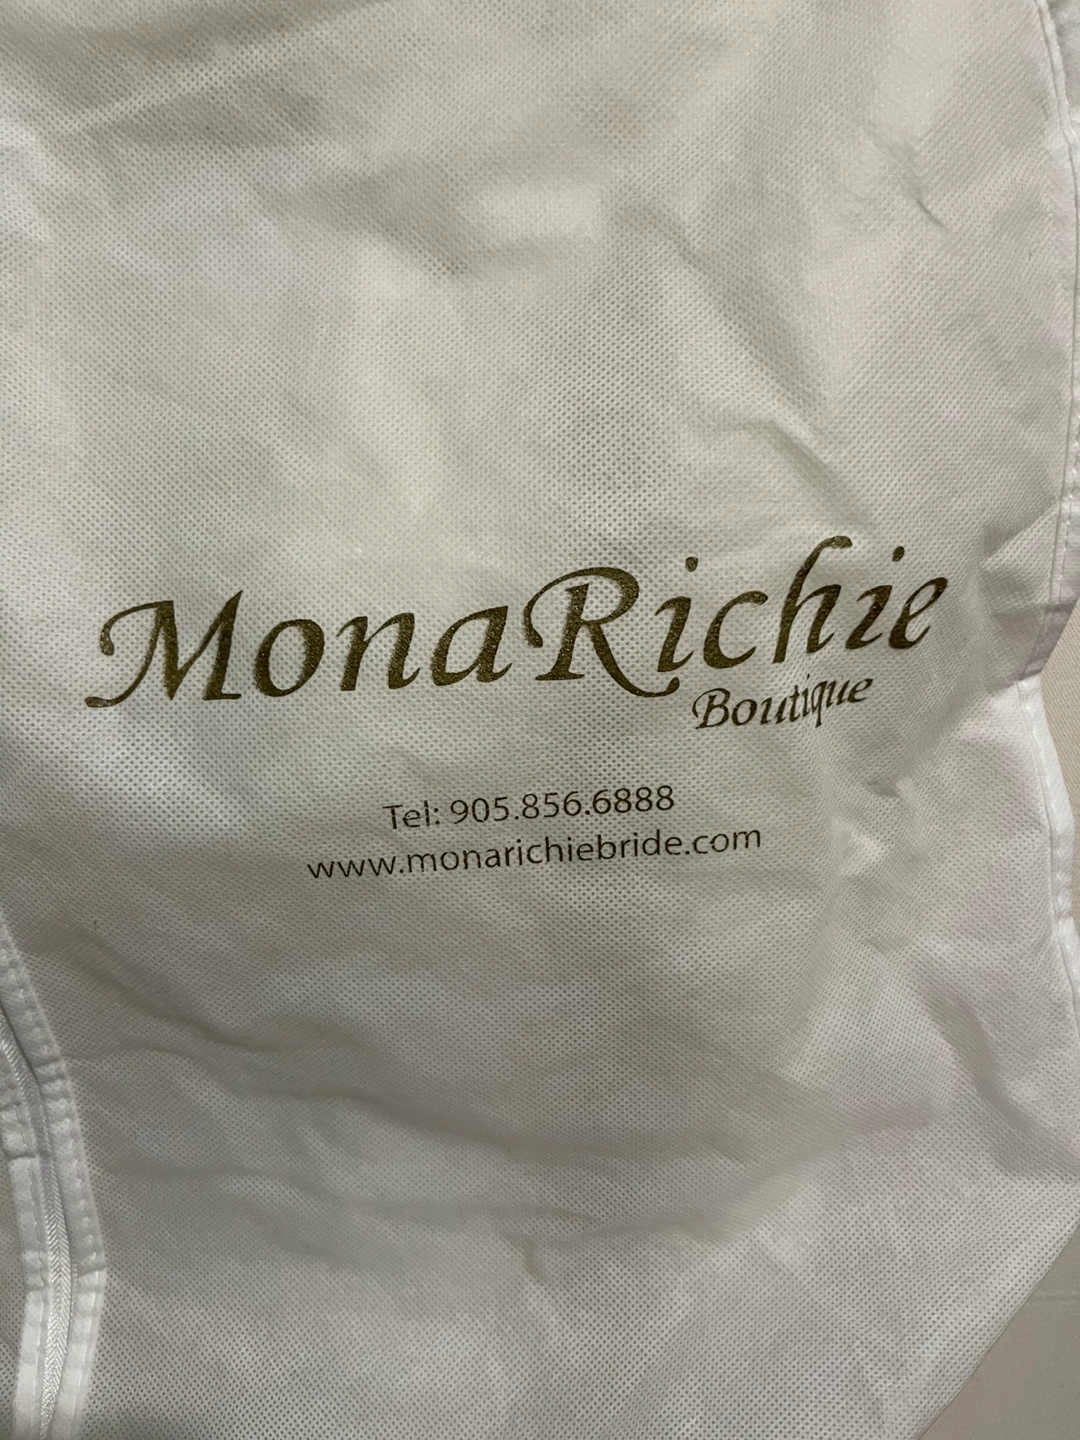 MonaRichie
Boutique
Tel: 905.856.6888
www.monarichiebride.com